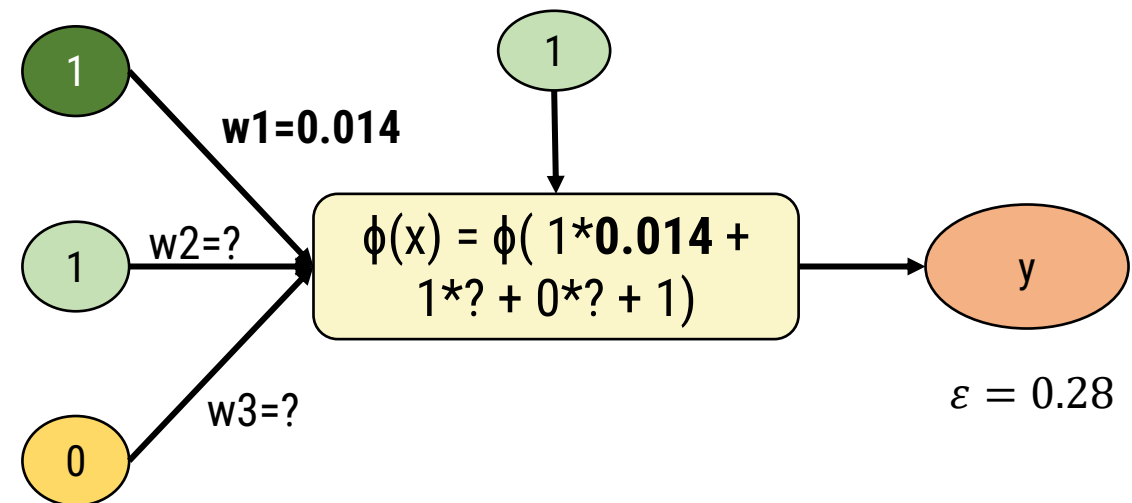 1
1
w1=0.014
w2=?
1
ϕ(x) = ϕ( 1*0.014 +
1*? + 0*? + 1)
y
w3=?
ε = 0.28
0